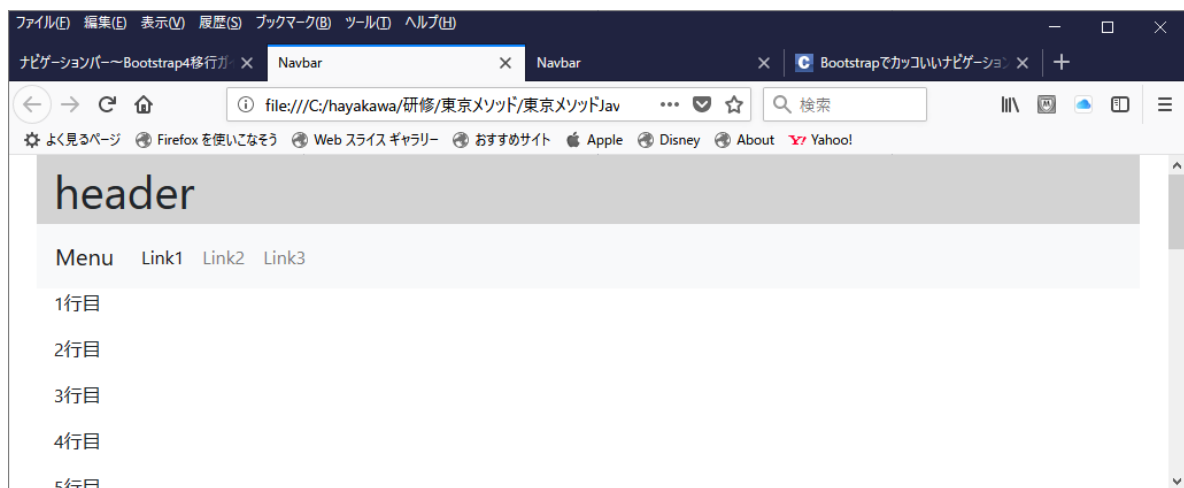 ファイル(F) 編集(E) 表示(V) 履歴(S) ブックマーク(B) ツール(T) ヘルプ(H)
ナビゲーションバー～Bootstrap4移行ガ Navbar Navbar Bootstrapでカッコいいナビゲーション
file:///C:/hayakawa/研修/東京メソッド/東京メソッドJav 検索
よく見るページ Firefox を使いこなそう Web スライス ギャラリー おすすめサイト Apple Disney About Yahoo!
header
Menu Link1 Link2 Link3
1行目
2行目
3行目
4行目
5行目